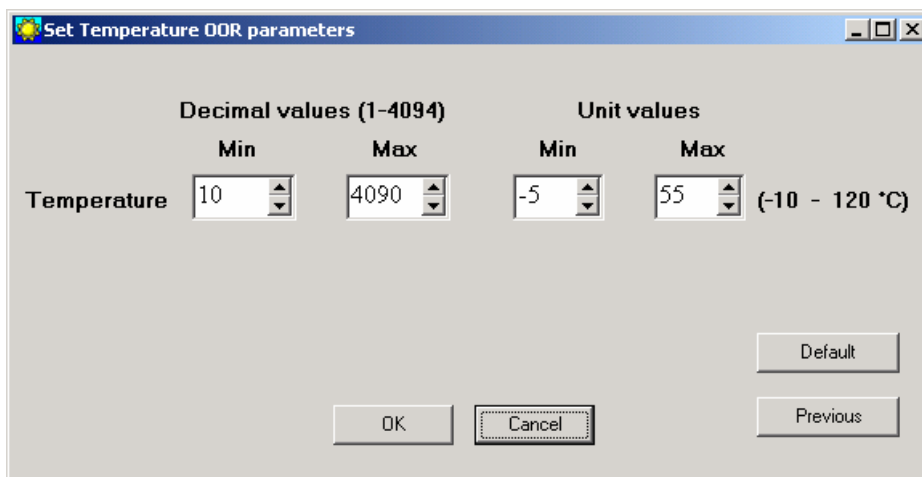 Set Temperature OOR parameters
Decimal values (1-4094) Unit values
Min Max Min Max
Temperature 10 4090 -5 55 (-10 - 120 °C)
Default
OK Cancel Previous